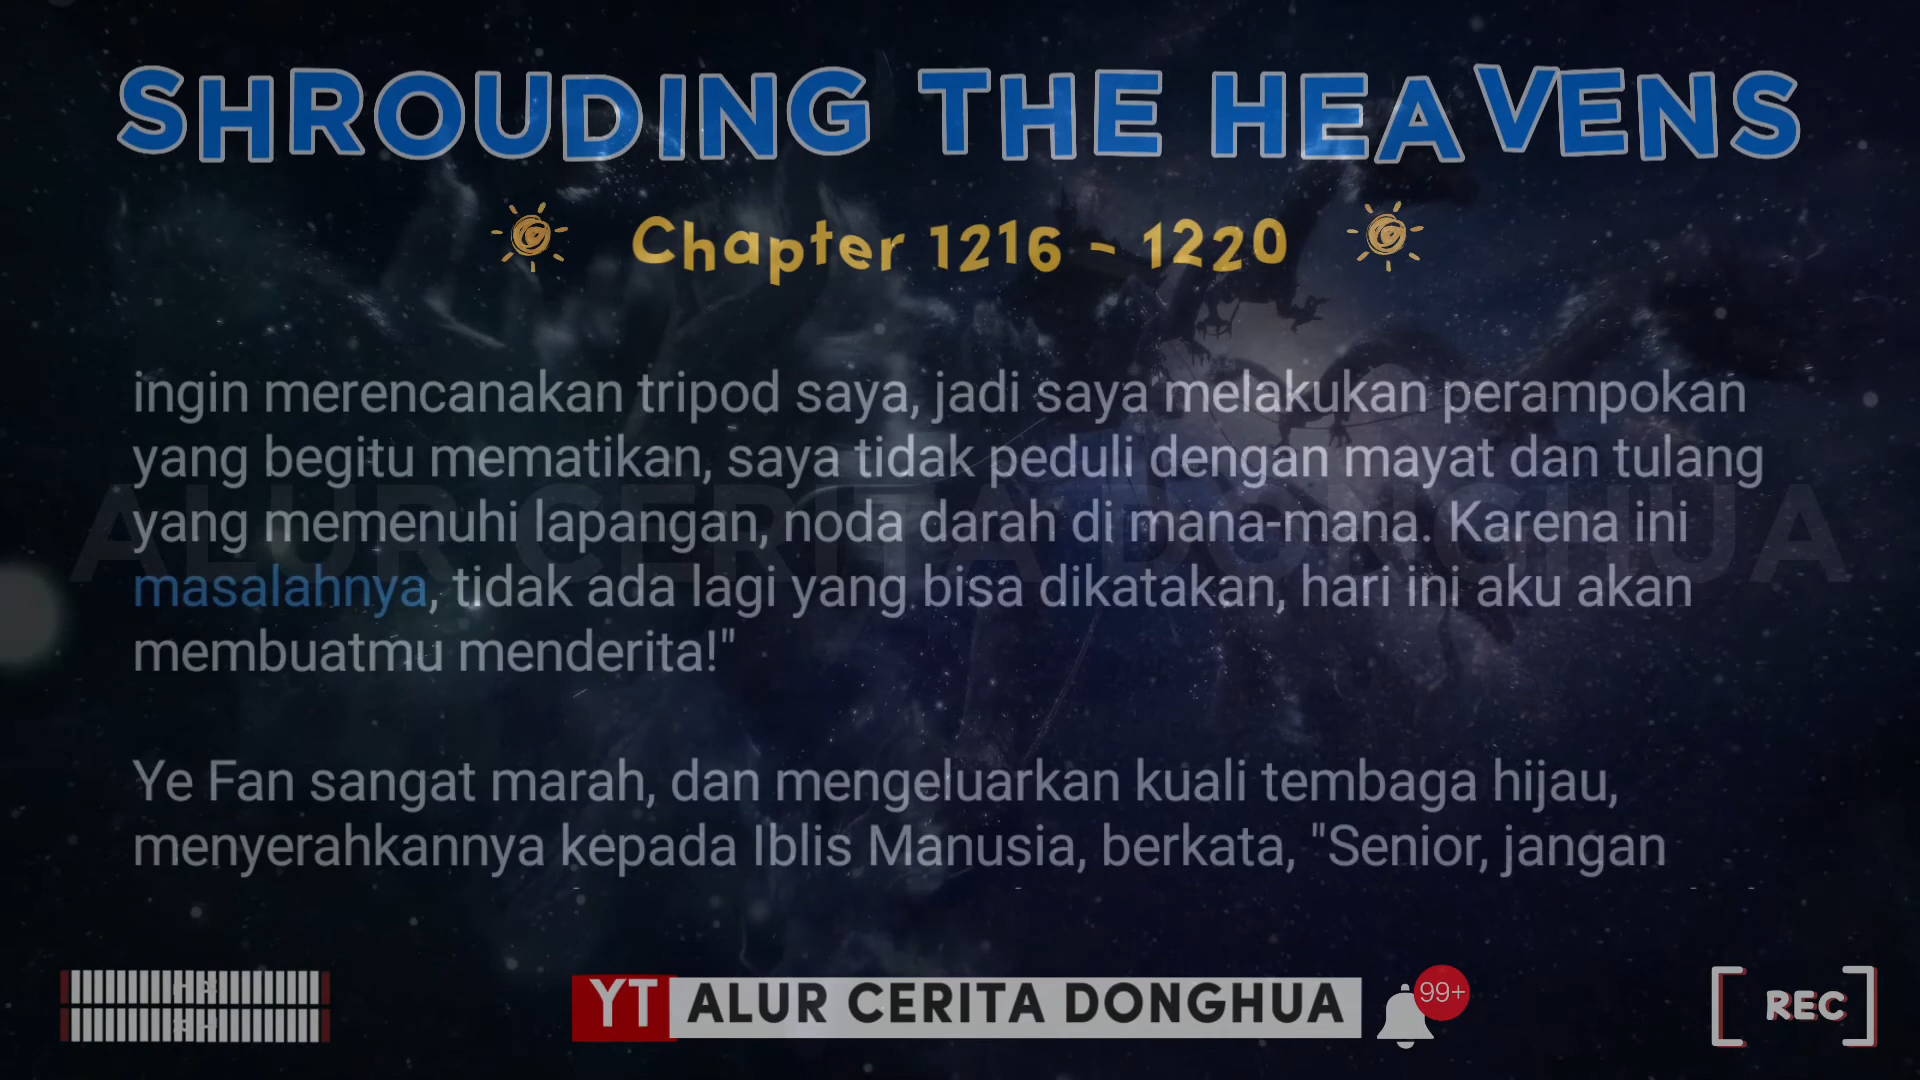 SHROUDING THE HEAVENS
Chapter 1216 - 1220
ingin merencanakan tripod saya, jadi saya melakukan perampokan
yang begitu mematikan, saya tidak peduli dengan mayat dan tulang
yang memenuhi lapangan, noda darah di mana-mana. Karena ini
masalahnya, tidak ada lagi yang bisa dikatakan, hari ini aku akan
membuatmu menderita!"
Ye Fan sangat marah, dan mengeluarkan kuali tembaga hijau,
menyerahkannya kepada Iblis Manusia, berkata, "Senior, jangan
ALUR CERITA DONGHUA
YT ALUR CERITA DONGHUA
99+
REC